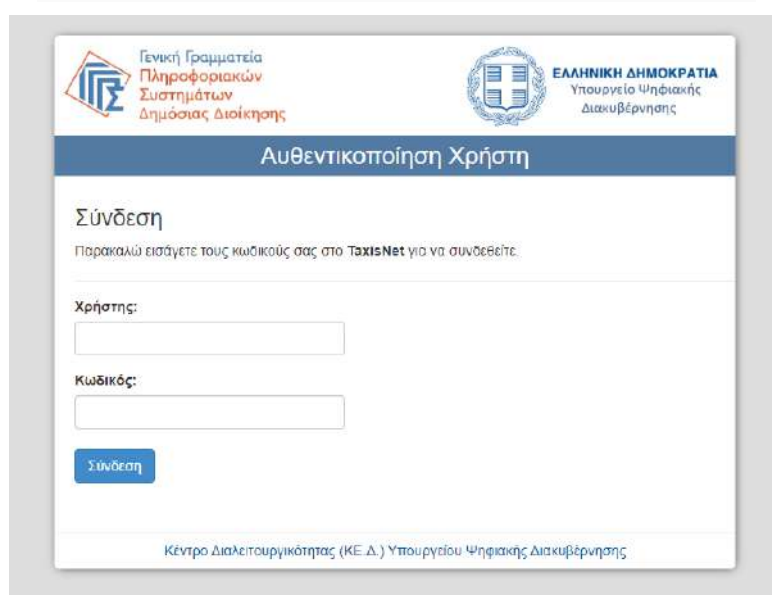 Γενική Γραμματεία
Πληροφοριακών
Συστημάτων
Δημόσιας Διοίκησης
ΕΛΛΗΝΙΚΗ ΔΗΜΟΚΡΑΤΙΑ
Υπουργείο Ψηφιακής
Διακυβέρνησης
Αυθεντικοποίηση Χρήστη
Σύνδεση
Παρακαλώ εισάγετε τους κωδικούς σας στο TaxisNet για να συνδεθείτε.
Χρήστης:
Κωδικός:
Σύνδεση
Κέντρο Διαλειτουργικότητας (ΚΕ.Δ.) Υπουργείου Ψηφιακής Διακυβέρνησης